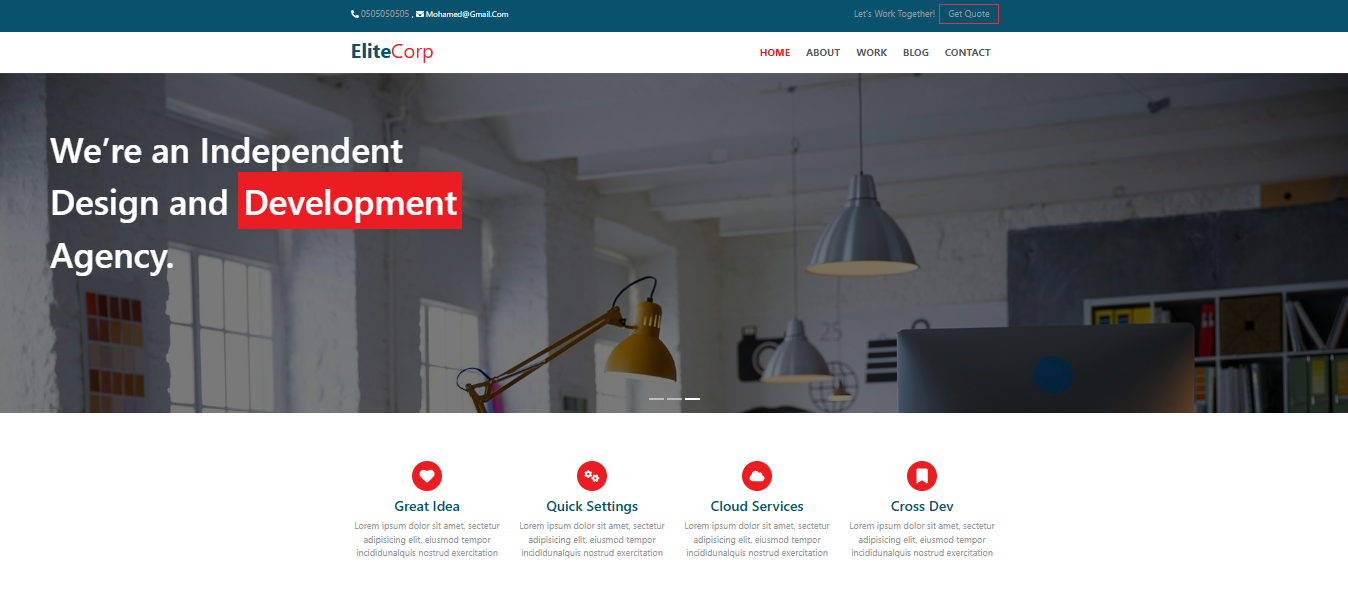 0505050505 , Mohamed@Gmail.Com
Let's Work Together! Get Quote
EliteCorp
HOME ABOUT WORK BLOG CONTACT
We’re an Independent
Design and Development
Agency.
25
Great Idea
Lorem ipsum dolor sit amet, sectetur
adipisicing elit, eiusmod tempor
incididunalquis nostrud exercitation
Quick Settings
Lorem ipsum dolor sit amet, sectetur
adipisicing elit, eiusmod tempor
incididunalquis nostrud exercitation
Cloud Services
Lorem ipsum dolor sit amet, sectetur
adipisicing elit, eiusmod tempor
incididunalquis nostrud exercitation
Cross Dev
Lorem ipsum dolor sit amet, sectetur
adipisicing elit, eiusmod tempor
incididunalquis nostrud exercitation